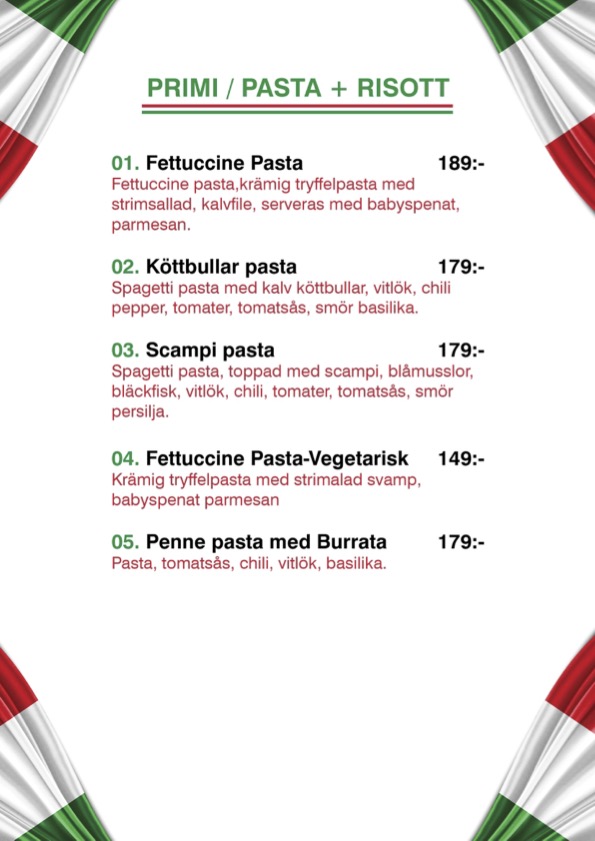 PRIMI / PASTA + RISOTT
01. Fettuccine Pasta 189:-
Fettuccine pasta,krämig tryffelpasta med
strimsallad, kalvfile, serveras med babyspenat,
parmesan.
02. Köttbullar pasta 179:-
Spagetti pasta med kalv köttbullar, vitlök, chili
pepper, tomater, tomatsås, smör basilika.
03. Scampi pasta 179:-
Spagetti pasta, toppad med scampi, blåmusslor,
bläckfisk, vitlök, chili, tomater, tomatsås, smör
persilja.
04. Fettuccine Pasta-Vegetarisk 149:-
Krämig tryffelpasta med strimalad svamp,
babyspenat parmesan
05. Penne pasta med Burrata 179:-
Pasta, tomatsås, chili, vitlök, basilika.